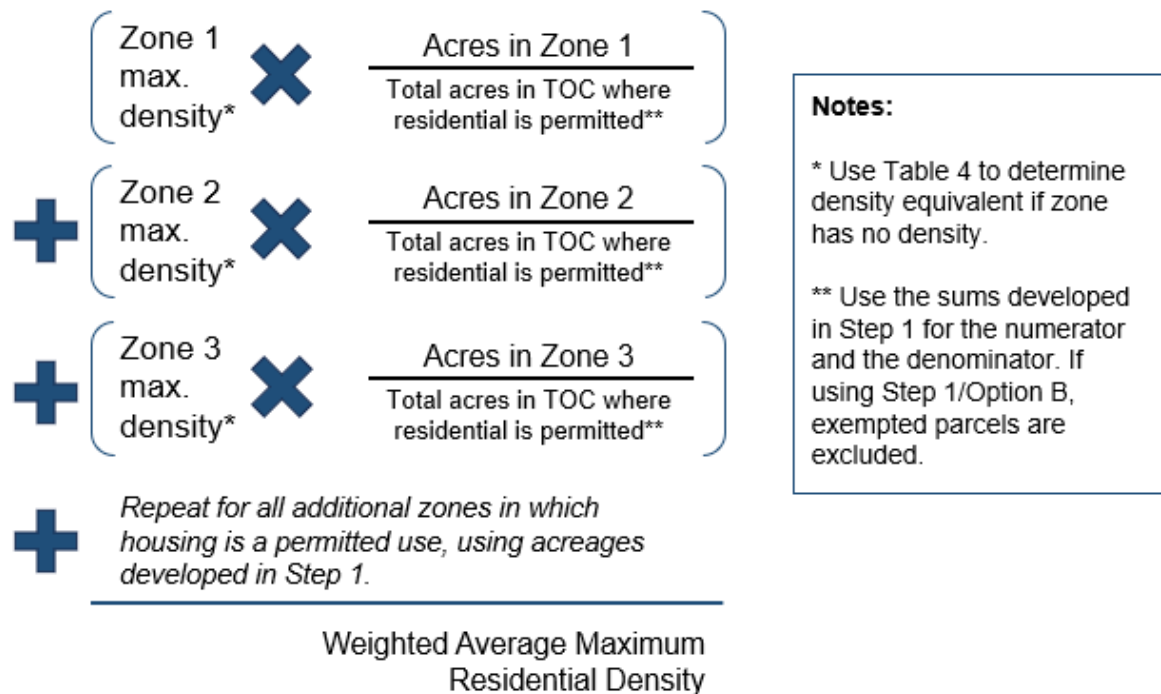 Zone 1
max.
density*
Acres in Zone 1
Total acres in TOC where
residential is permitted**
Zone 2
max.
density*
Acres in Zone 2
Total acres in TOC where
residential is permitted**
Zone 3
max.
density*
Acres in Zone 3
Total acres in TOC where
residential is permitted**
Repeat for all additional zones in which
housing is a permitted use, using acreages
developed in Step 1.
Weighted Average Maximum
Residential Density
Notes:
* Use Table 4 to determine
density equivalent if zone
has no density.
** Use the sums developed
in Step 1 for the numerator
and the denominator. If
using Step 1/Option B,
exempted parcels are
excluded.